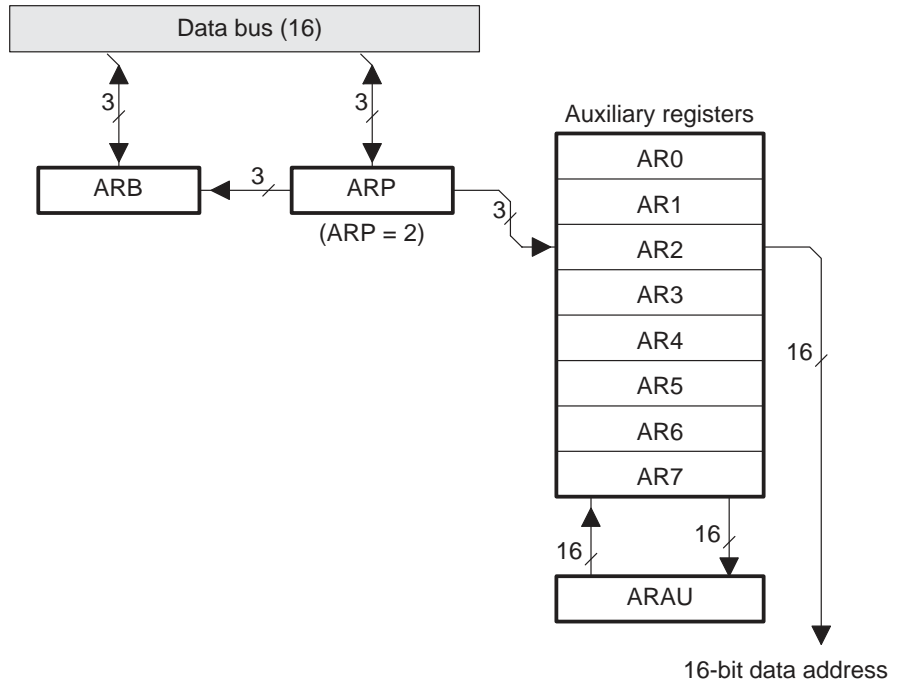 Data bus (16)
3
3
Auxiliary registers
AR0
ARB
3
ARP
AR1
3
(ARP = 2)
AR2
AR3
AR4
16
AR5
AR6
AR7
16
16
ARAU
16-bit data address